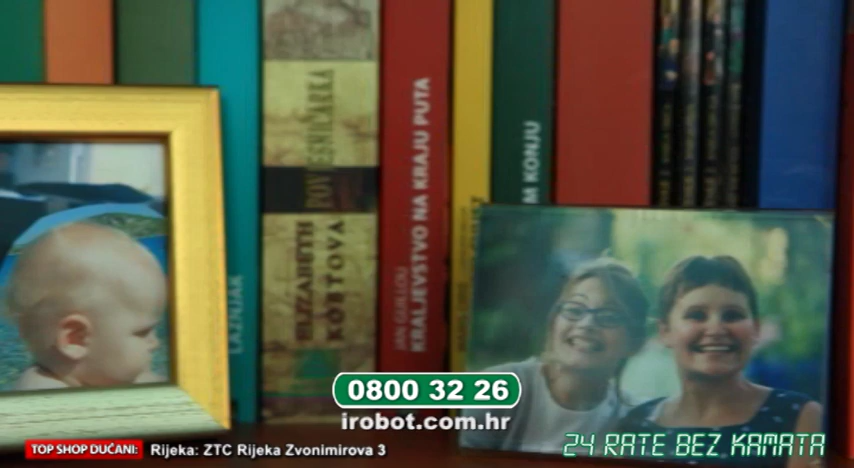 LAŽNJAK
ELIZABETH KOSTOVA
POVJESNIČARKA
JAN GUILLOU
KRALJEVSTVO NA KRAJU PUTA
M KONJU
0800 32 26
irobot.com.hr
TOP SHOP DUĆANI: Rijeka: ZTC Rijeka Zvonimirova 3
24 RATE BEZ KAMATA